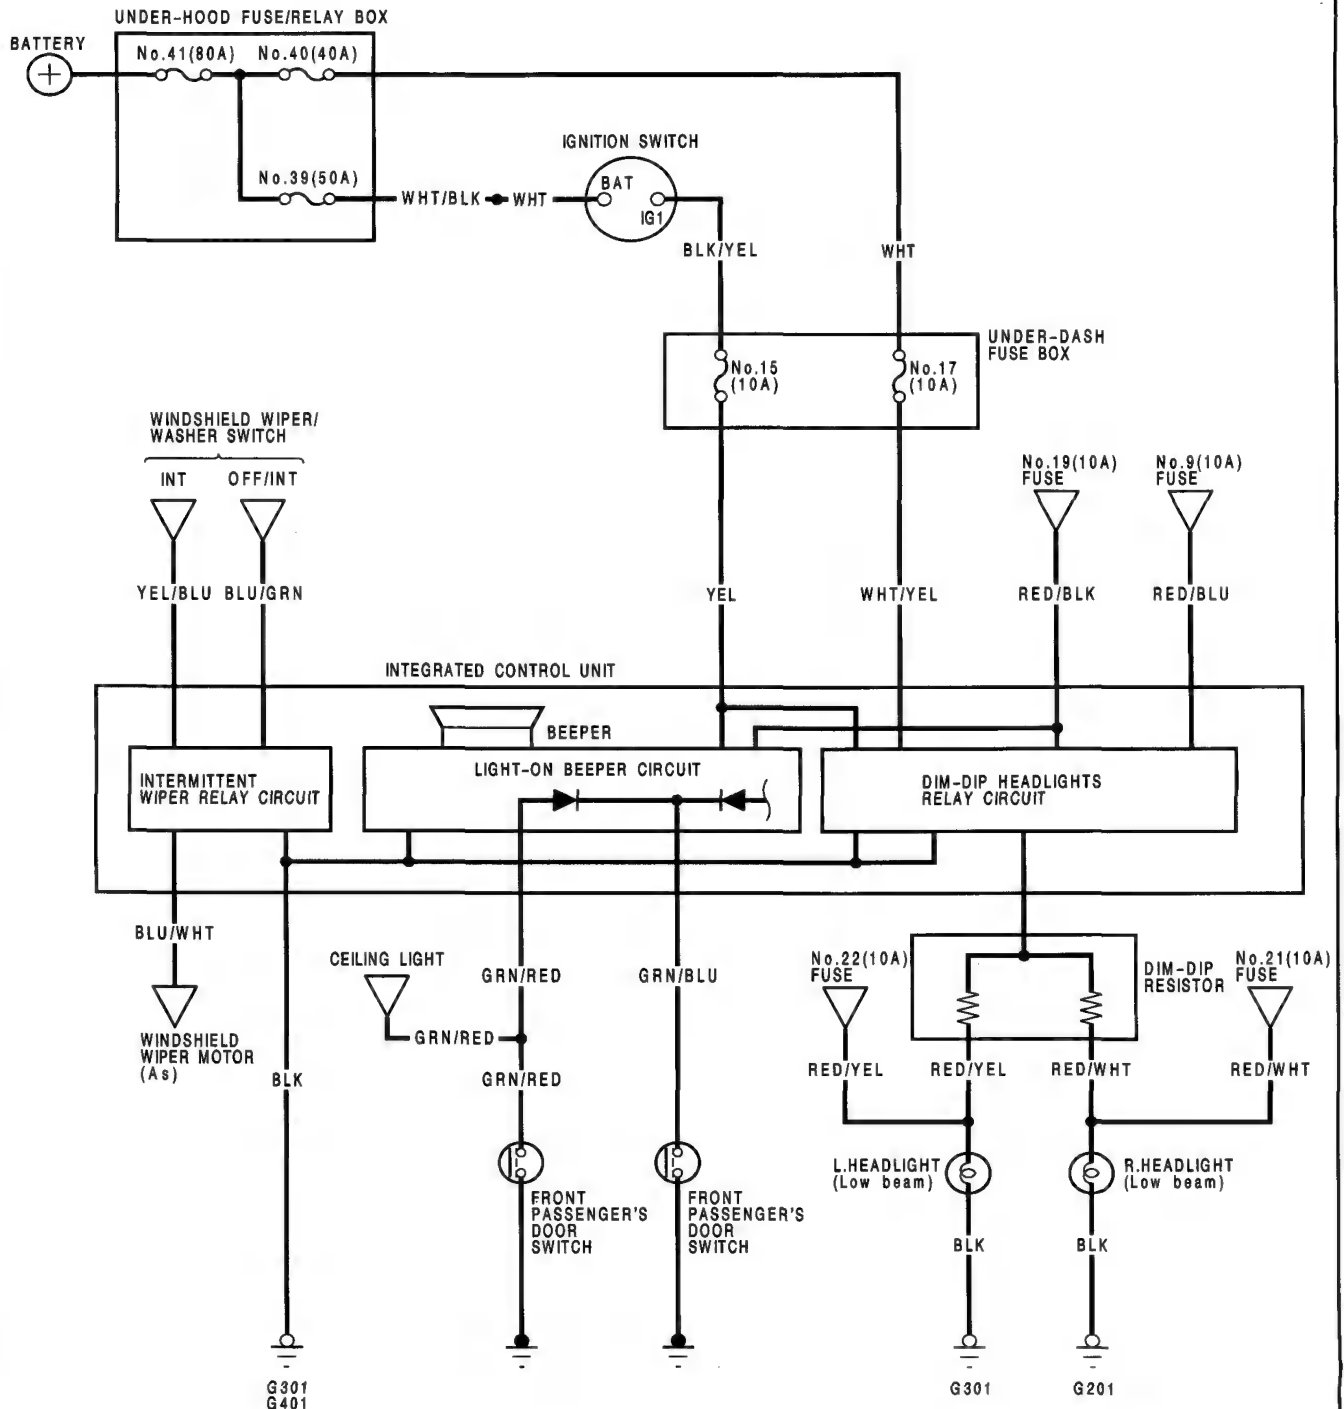 UNDER-HOOD FUSE/RELAY BOX
BATTERY
No.41(80A)
No.40(40A)
+
IGNITION SWITCH
No.39(50A)
BAT
WHT/BLK
WHT
IG1
BLK/YEL
WHT
UNDER-DASH
FUSE BOX
No.15
(10A)
No.17
(10A)
WINDSHIELD WIPER/
WASHER SWITCH
INT
OFF/INT
No.19(10A)
FUSE
No.9(10A)
FUSE
YEL/BLU
BLU/GRN
YEL
WHT/YEL
RED/BLK
RED/BLU
INTEGRATED CONTROL UNIT
BEEPER
INTERMITTENT
WIPER RELAY CIRCUIT
LIGHT-ON BEEPER CIRCUIT
DIM-DIP HEADLIGHTS
RELAY CIRCUIT
BLU/WHT
CEILING LIGHT
GRN/RED
GRN/BLU
No.22(10A)
FUSE
DIM-DIP
RESISTOR
No.21(10A)
FUSE
WINDSHIELD
WIPER MOTOR
(As)
GRN/RED
BLK
GRN/RED
RED/YEL
RED/YEL
RED/WHT
RED/WHT
L.HEADLIGHT
(Low beam)
R.HEADLIGHT
(Low beam)
FRONT
PASSENGER'S
DOOR
SWITCH
FRONT
PASSENGER'S
DOOR
SWITCH
BLK
BLK
G301
G401
G301
G201